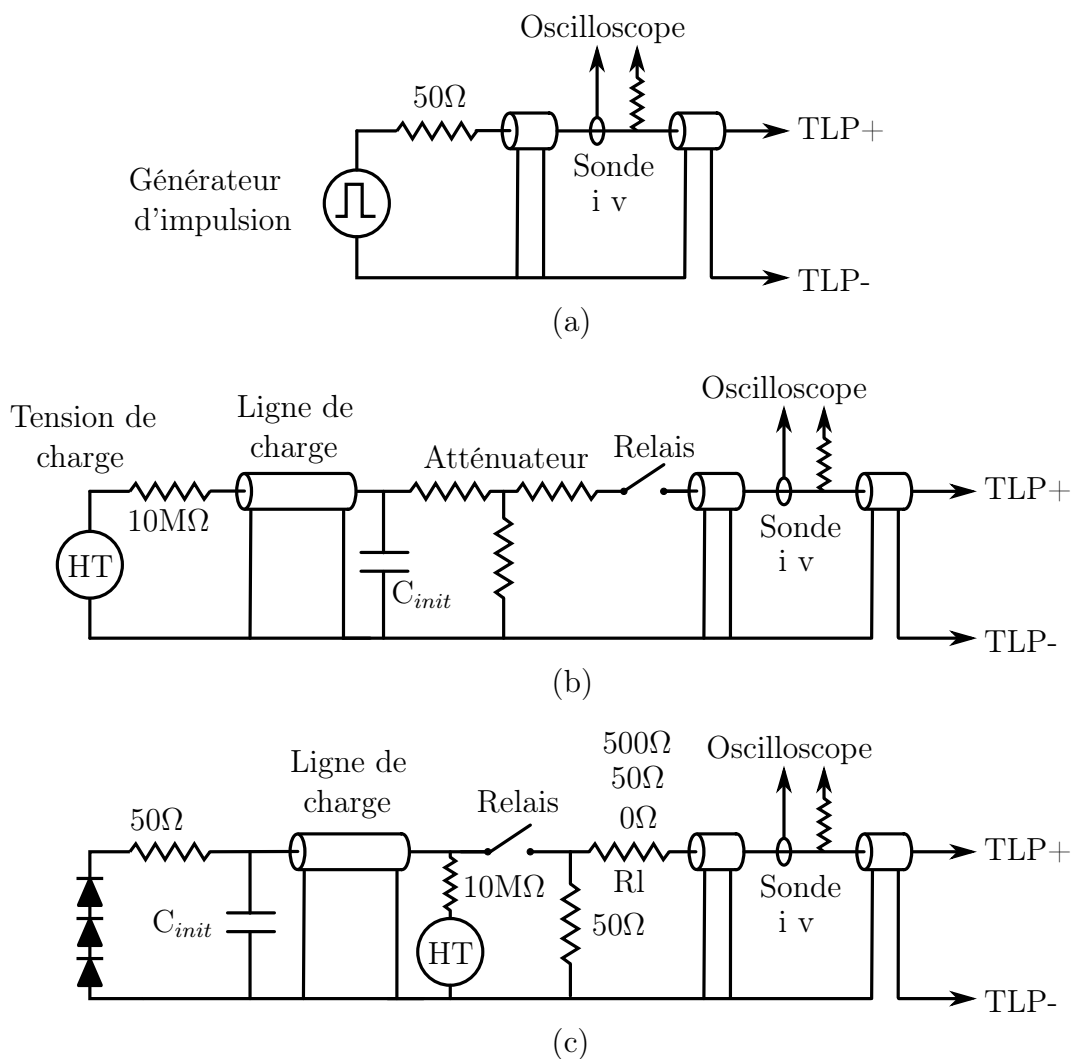 Oscilloscope
50Ω
TLP+
Sonde
i v
Générateur
d'impulsion
TLP-
(a)
Oscilloscope
Tension de
charge
Ligne de
charge
Atténuateur
Relais
TLP+
10MΩ
Sonde
i v
HT
C_init
TLP-
(b)
500Ω
50Ω
0Ω
Oscilloscope
Ligne de
charge
Relais
50Ω
TLP+
10MΩ
Rl
Sonde
i v
C_init
50Ω
HT
TLP-
(c)